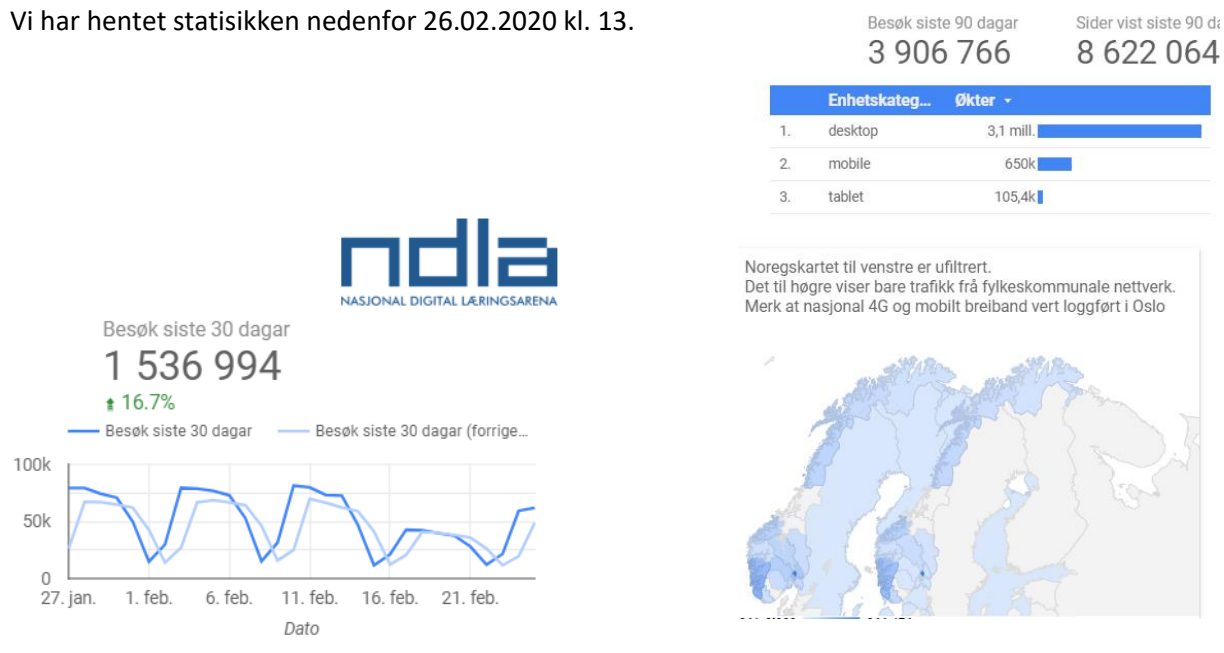 Vi har hentet statisikken nedenfor 26.02.2020 kl. 13.
ndla
NASJONAL DIGITAL LÆRINGSARENA
Besøk siste 30 dagar
1 536 994
16.7%
Besøk siste 30 dagar Besøk siste 30 dagar (forrige…
100k
50k
0
27. jan. 1. feb. 6. feb. 11. feb. 16. feb. 21. feb.
Dato
Besøk siste 90 dagar Sider vist siste 90 da
3 906 766 8 622 064
Enhetskateg... Økter
1. desktop 3,1 mill.
2. mobile 650k
3. tablet 105,4k
Noregskartet til venstre er ufiltrert.
Det til høgre viser bare trafikk frå fylkeskommunale nettverk.
Merk at nasjonal 4G og mobilt breiband vert loggført i Oslo